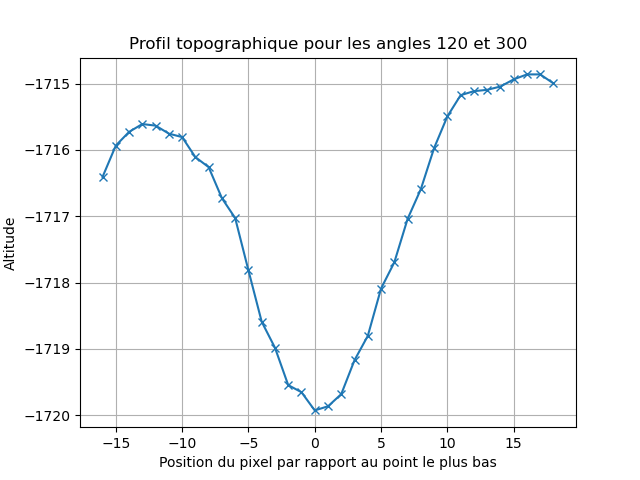 Profil topographique pour les angles 120 et 300
−1715
−1716
−1717
−1718
−1719
−1720
Altitude
−15 −10 −5 0 5 10 15
Position du pixel par rapport au point le plus bas